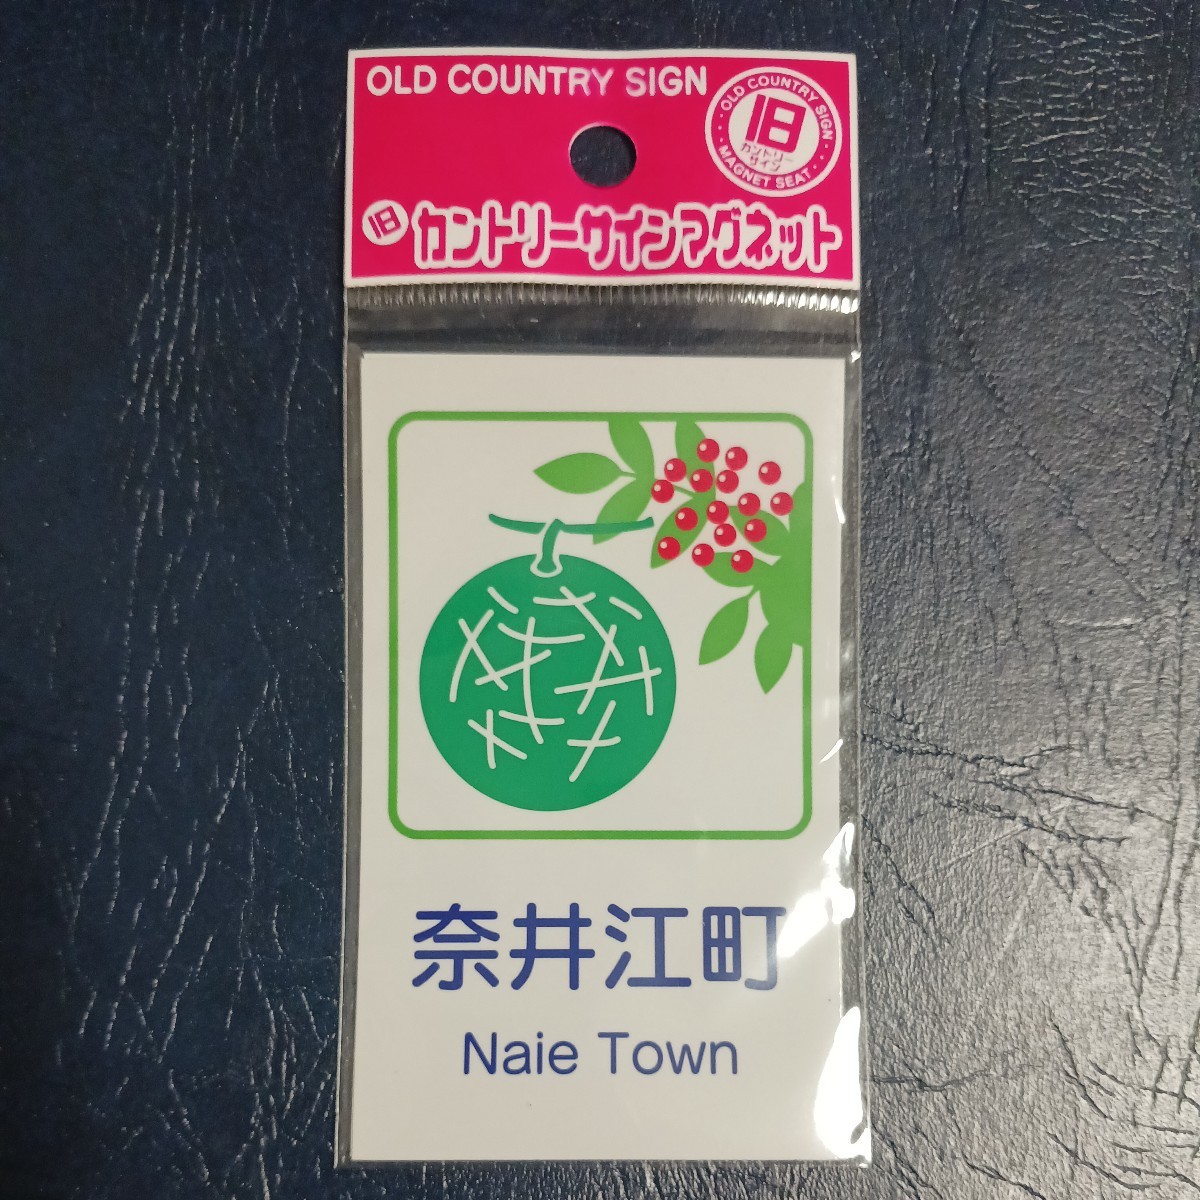 OLD COUNTRY SIGN
OLD COUNTRY SIGN
旧
カントリー
サイン
MAGNET SEAT
旧 カントリーサインマグネット
奈井江町
Naie Town